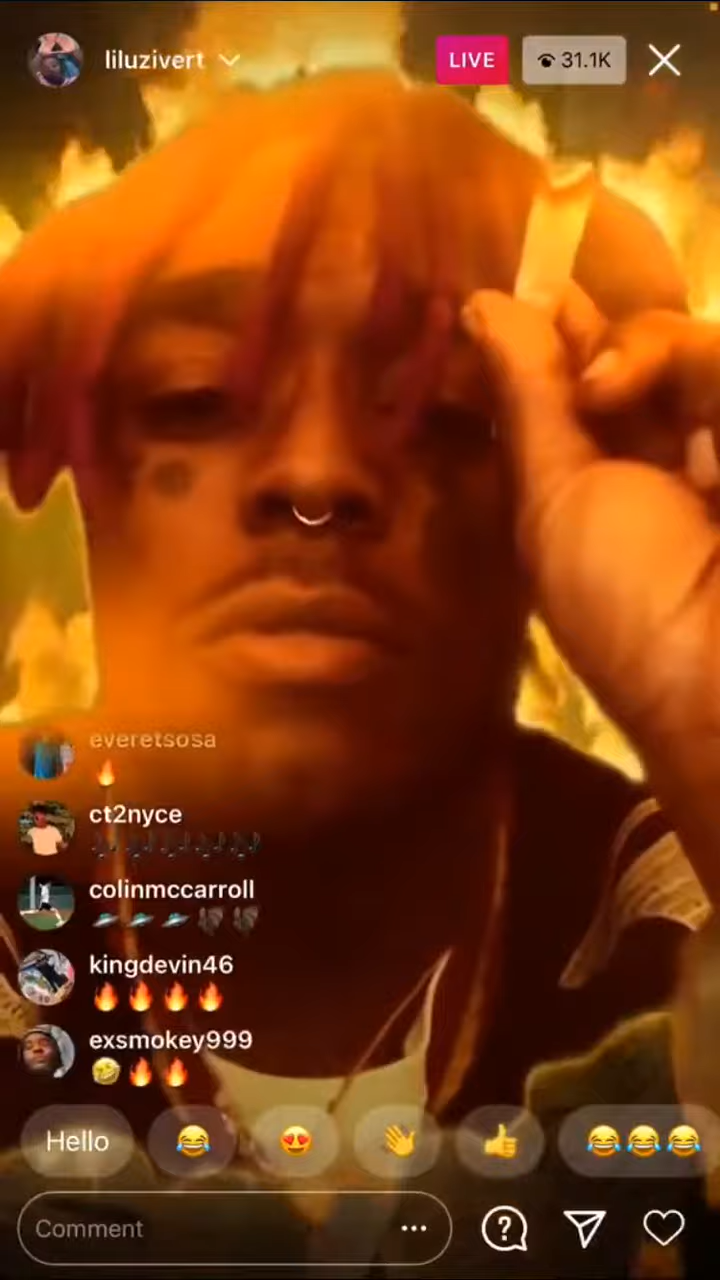 liluzivert
LIVE
31.1K
everetsosa
🔥
ct2nyce
colinmccarroll
kingdevin46
🔥🔥🔥🔥
exsmokey999
🤣🔥🔥
Hello
😂
😍
👋
👍
😂😂😂
Comment